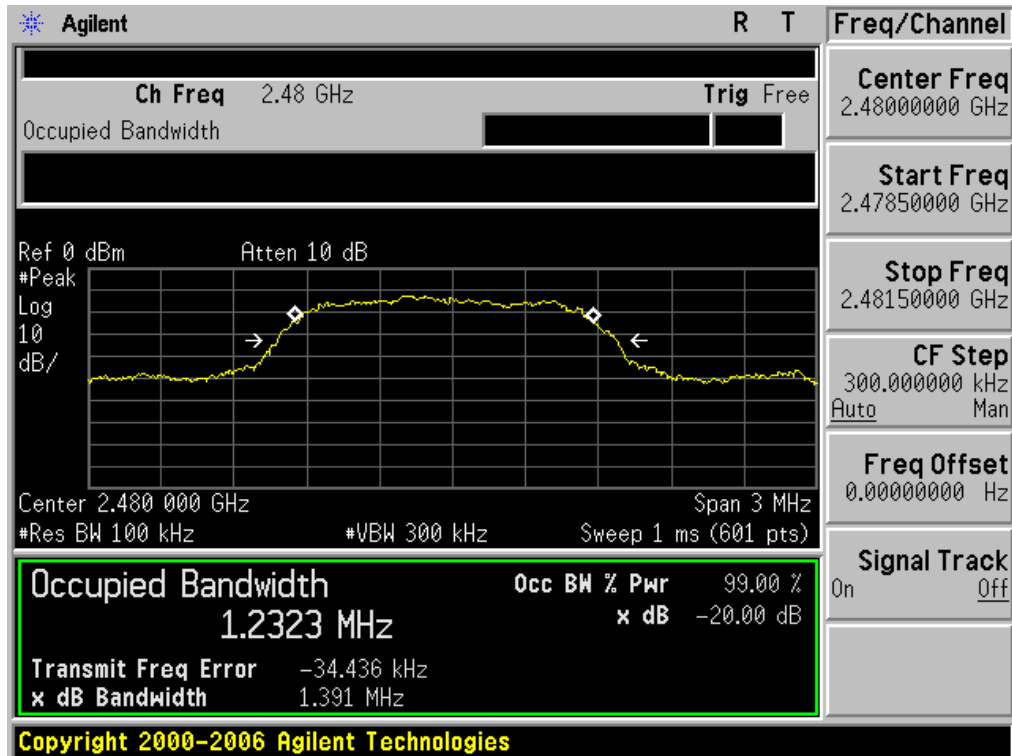 Agilent R T Freq/Channel
Ch Freq 2.48 GHz Trig Free
Occupied Bandwidth
Center Freq
2.48000000 GHz
Start Freq
2.47850000 GHz
Stop Freq
2.48150000 GHz
CF Step
300.000000 kHz
Auto Man
Freq Offset
0.00000000 Hz
Signal Track
On Off
Ref 0 dBm Atten 10 dB
#Peak
Log
10
dB/
Center 2.480 000 GHz Span 3 MHz
#Res BW 100 kHz #VBW 300 kHz Sweep 1 ms (601 pts)
Occupied Bandwidth Occ BW % Pwr 99.00 %
1.2323 MHz x dB -20.00 dB
Transmit Freq Error -34.436 kHz
x dB Bandwidth 1.391 MHz
Copyright 2000-2006 Agilent Technologies